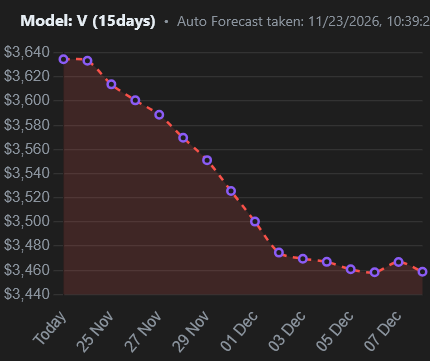 Model: V (15days) • Auto Forecast taken: 11/23/2026, 10:39:2
$3,640
$3,620
$3,600
$3,580
$3,560
$3,540
$3,520
$3,500
$3,480
$3,460
$3,440
Today
25 Nov
27 Nov
29 Nov
01 Dec
03 Dec
05 Dec
07 Dec